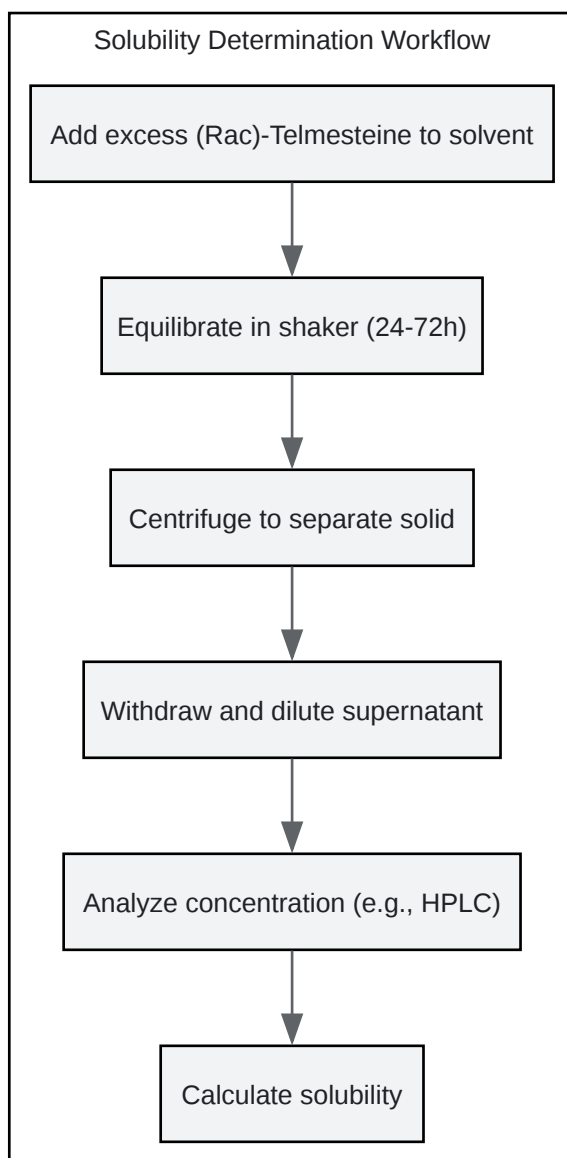 Solubility Determination Workflow
Add excess (Rac)-Telmesteine to solvent
Equilibrate in shaker (24-72h)
Centrifuge to separate solid
Withdraw and dilute supernatant
Analyze concentration (e.g., HPLC)
Calculate solubility